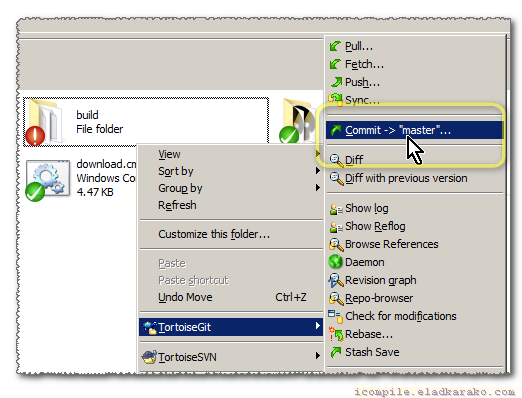 build
File folder
download.cm
Windows Co
4.47 KB
View
Sort by
Group by
Refresh
Customize this folder...
Paste
Paste shortcut
Undo Move Ctrl+Z
TortoiseGit
TortoiseSVN
Pull...
Fetch...
Push...
Sync...
Commit -> "master"...
Diff
Diff with previous version
Show log
Show Reflog
Browse References
Daemon
Revision graph
Repo-browser
Check for modifications
Rebase...
Stash Save
icompile.eladkarako.com